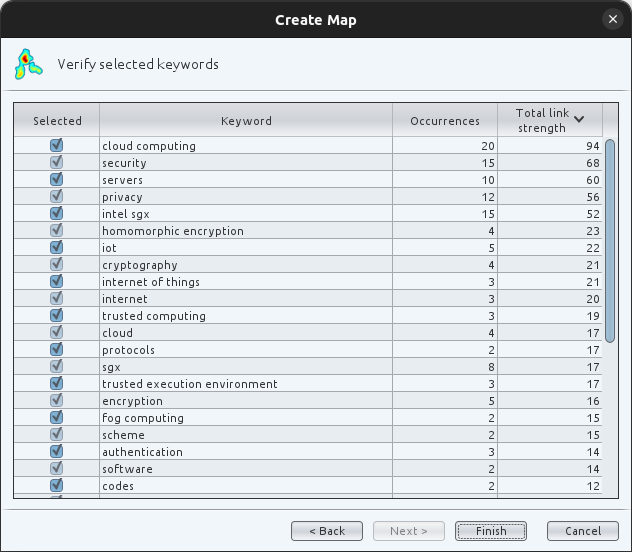 Create Map
Verify selected keywords
Selected Keyword Occurrences Total link strength
cloud computing 20 94
security 15 68
servers 10 60
privacy 12 56
intel sgx 15 52
homomorphic encryption 4 23
iot 5 22
cryptography 4 21
internet of things 3 21
internet 3 20
trusted computing 3 19
cloud 4 17
protocols 2 17
sgx 8 17
trusted execution environment 3 17
encryption 5 16
fog computing 2 15
scheme 2 15
authentication 3 14
software 2 14
codes 2 12
< Back Next > Finish Cancel